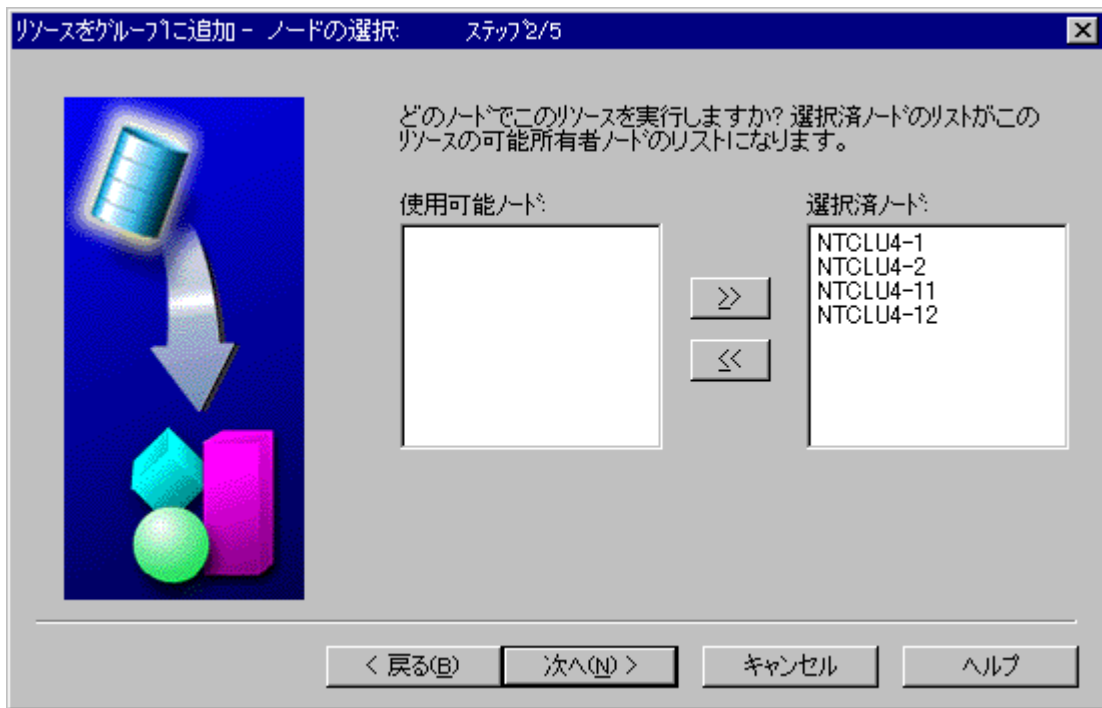 リソースをグループに追加 - ノードの選択: ステップ2/5
どのノードでこのリソースを実行しますか? 選択済ノードのリストがこの
リソースの可能所有者ノードのリストになります。
使用可能ノード:
選択済ノード:
NTCLU4-1
NTCLU4-2
NTCLU4-11
NTCLU4-12
>>
<<
< 戻る(B)
次へ(N) >
キャンセル
ヘルプ